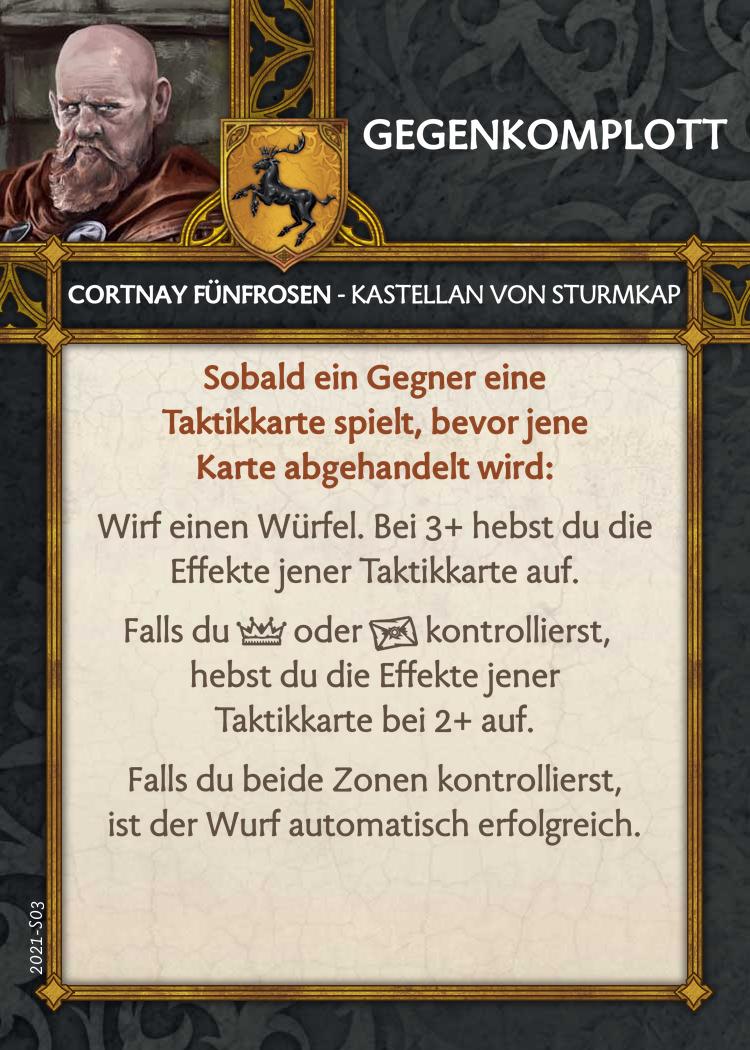 GEGENKOMPLOTT
CORTNAY FÜNFROSEN - KASTELLAN VON STURMKAP
Sobald ein Gegner eine
Taktikkarte spielt, bevor jene
Karte abgehandelt wird:
Wirf einen Würfel. Bei 3+ hebst du die
Effekte jener Taktikkarte auf.
Falls du oder kontrollierst,
hebst du die Effekte jener
Taktikkarte bei 2+ auf.
Falls du beide Zonen kontrollierst,
ist der Wurf automatisch erfolgreich.
2021-S03